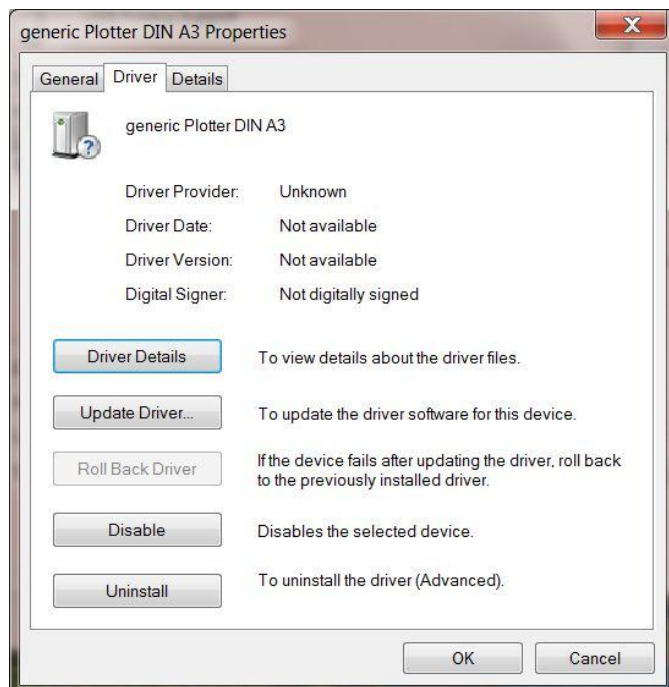 generic Plotter DIN A3 Properties
X
General Driver Details
?
generic Plotter DIN A3
Driver Provider: Unknown
Driver Date: Not available
Driver Version: Not available
Digital Signer: Not digitally signed
Driver Details To view details about the driver files.
Update Driver... To update the driver software for this device.
Roll Back Driver If the device fails after updating the driver, roll back
to the previously installed driver.
Disable Disables the selected device.
Uninstall To uninstall the driver (Advanced).
OK Cancel